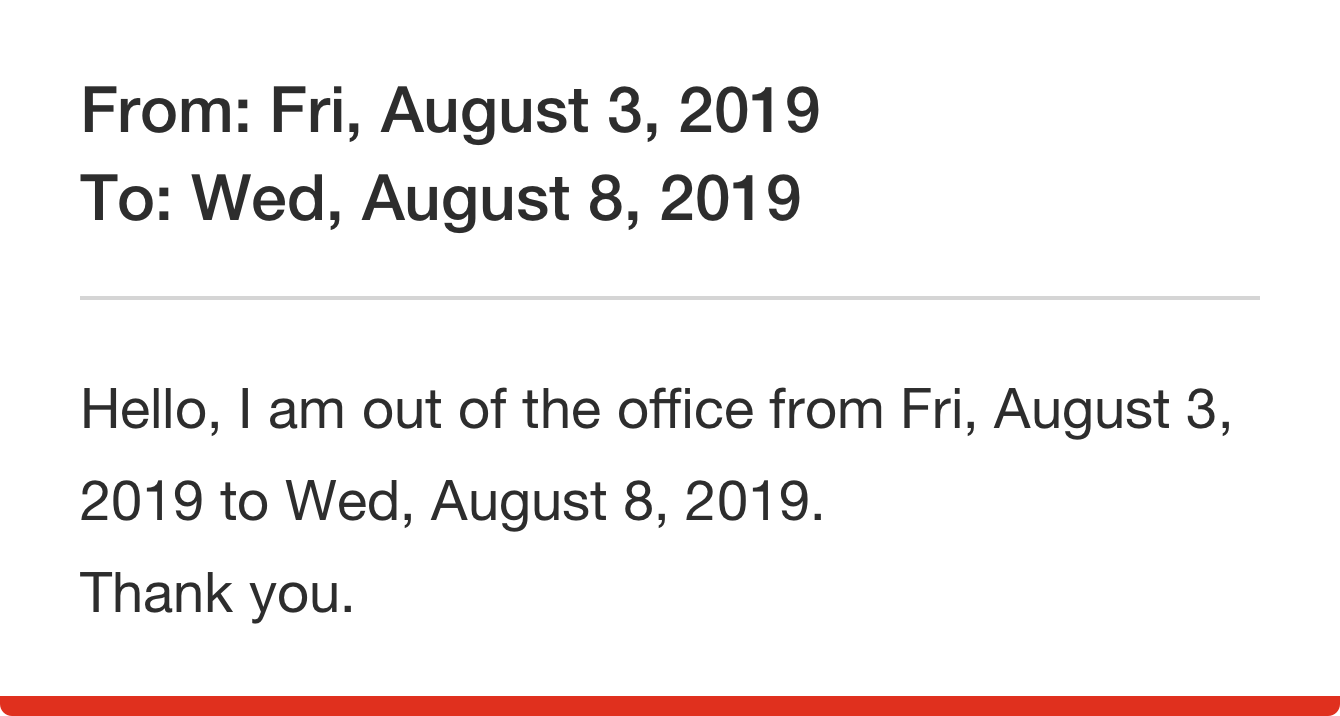 From: Fri, August 3, 2019
To: Wed, August 8, 2019
Hello, I am out of the office from Fri, August 3,
2019 to Wed, August 8, 2019.
Thank you.